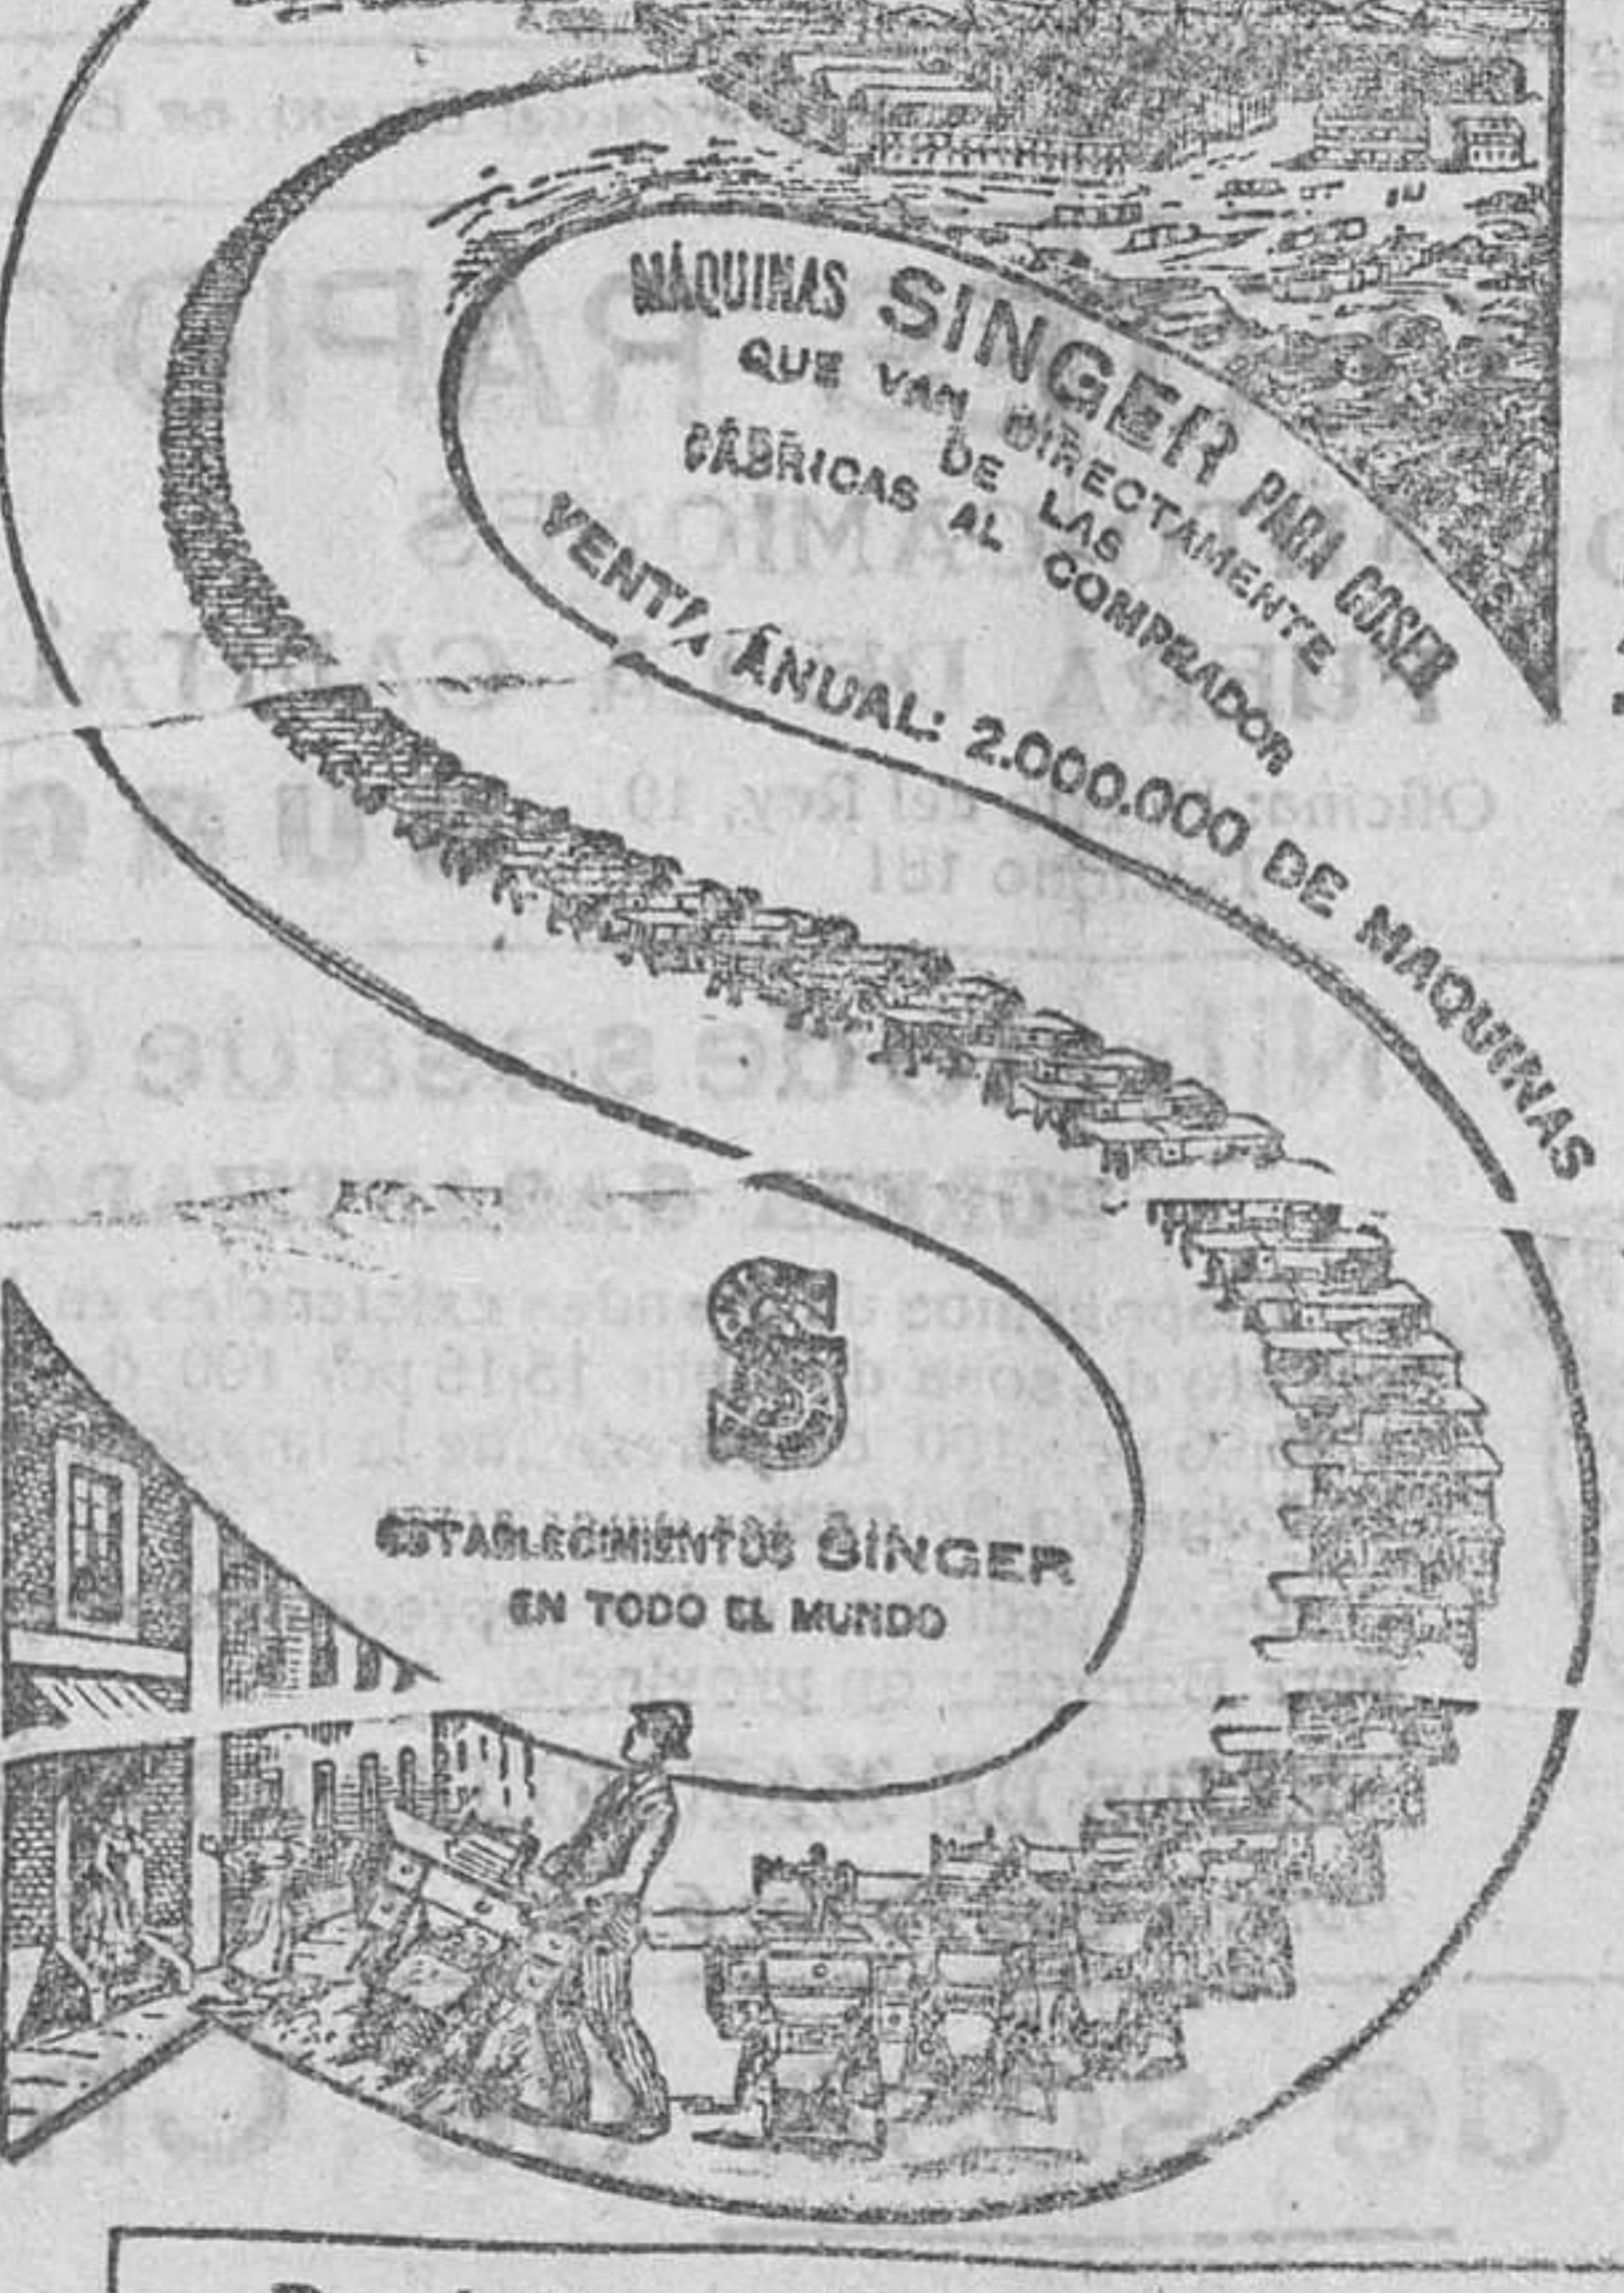 MÁQUINAS SINGER PARA COSER
QUE VAN DIRECTAMENTE
DE LAS
FÁBRICAS AL COMPRADOR
VENTA ANUAL: 2.000.000 DE MAQUINAS
S
ESTABLECIMIENTOS SINGER
EN TODO EL MUNDO